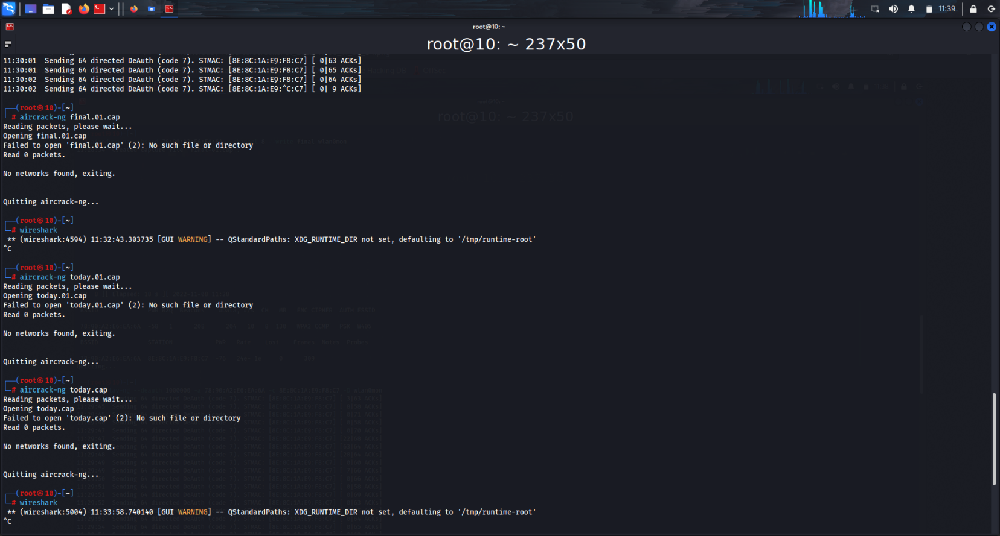 11:39
root@10: ~
root@10: ~ 237x50
11:30:01  Sending 64 directed DeAuth (code 7). STMAC: [8E:8C:1A:E9:F8:C7] [ 0|63 ACKs]
11:30:01  Sending 64 directed DeAuth (code 7). STMAC: [8E:8C:1A:E9:F8:C7] [ 0|65 ACKs]
11:30:02  Sending 64 directed DeAuth (code 7). STMAC: [8E:8C:1A:E9:F8:C7] [ 0|64 ACKs]
11:30:02  Sending 64 directed DeAuth (code 7). STMAC: [8E:8C:1A:E9:^C:C7] [ 0| 9 ACKs]
┌──(root㉿10)-[~]
└─# aircrack-ng final.01.cap
Reading packets, please wait...
Opening final.01.cap
Failed to open 'final.01.cap' (2): No such file or directory
Read 0 packets.
No networks found, exiting.
Quitting aircrack-ng...
┌──(root㉿10)-[~]
└─# wireshark
 ** (wireshark:4594) 11:32:43.303735 [GUI WARNING] -- QStandardPaths: XDG_RUNTIME_DIR not set, defaulting to '/tmp/runtime-root'
^C
┌──(root㉿10)-[~]
└─# aircrack-ng today.01.cap
Reading packets, please wait...
Opening today.01.cap
Failed to open 'today.01.cap' (2): No such file or directory
Read 0 packets.
No networks found, exiting.
Quitting aircrack-ng...
┌──(root㉿10)-[~]
└─# aircrack-ng today.cap
Reading packets, please wait...
Opening today.cap
Failed to open 'today.cap' (2): No such file or directory
Read 0 packets.
No networks found, exiting.
Quitting aircrack-ng...
┌──(root㉿10)-[~]
└─# wireshark
 ** (wireshark:5004) 11:33:58.740140 [GUI WARNING] -- QStandardPaths: XDG_RUNTIME_DIR not set, defaulting to '/tmp/runtime-root'
^C